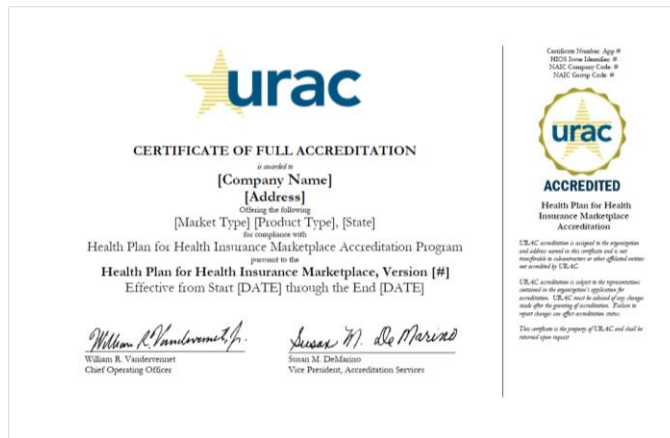 urac
CERTIFICATE OF FULL ACCREDITATION
is awarded to
[Company Name]
[Address]
Offering the following
[Market Type] [Product Type], [State]
for compliance with
Health Plan for Health Insurance Marketplace Accreditation Program
pursuant to the
Health Plan for Health Insurance Marketplace, Version [#]
Effective from Start [DATE] through the End [DATE]
William R. Vandervennet, Jr.
William R. Vandervennet
Chief Operating Officer
Susan M. DeMarino
Susan M. DeMarino
Vice President, Accreditation Services
Certificate Number: App #
HIOS Issue Identifier: #
NAIC Company Code: #
NAIC Group Code: #
urac
ACCREDITED
Health Plan for Health
Insurance Marketplace
Accreditation
URAC accreditation is assigned to the organization
and address named in this certificate and is not
transferable to subcontractors or other affiliated entities
not accredited by URAC.
URAC accreditation is subject to the representations
contained in the organization's application for
accreditation. URAC must be advised of any changes
made after the granting of accreditation. Failure to
report changes can affect accreditation status.
This certificate is the property of URAC and shall be
returned upon request